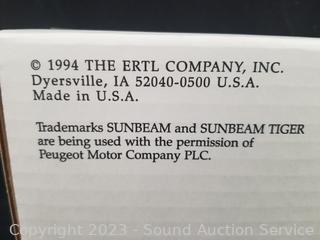 © 1994 THE ERTL COMPANY, INC.
Dyersville, IA 52040-0500 U.S.A.
Made in U.S.A.
Trademarks SUNBEAM and SUNBEAM TIGER
are being used with the permission of
Peugeot Motor Company PLC.
Copyright 2023 - Sound Auction Service